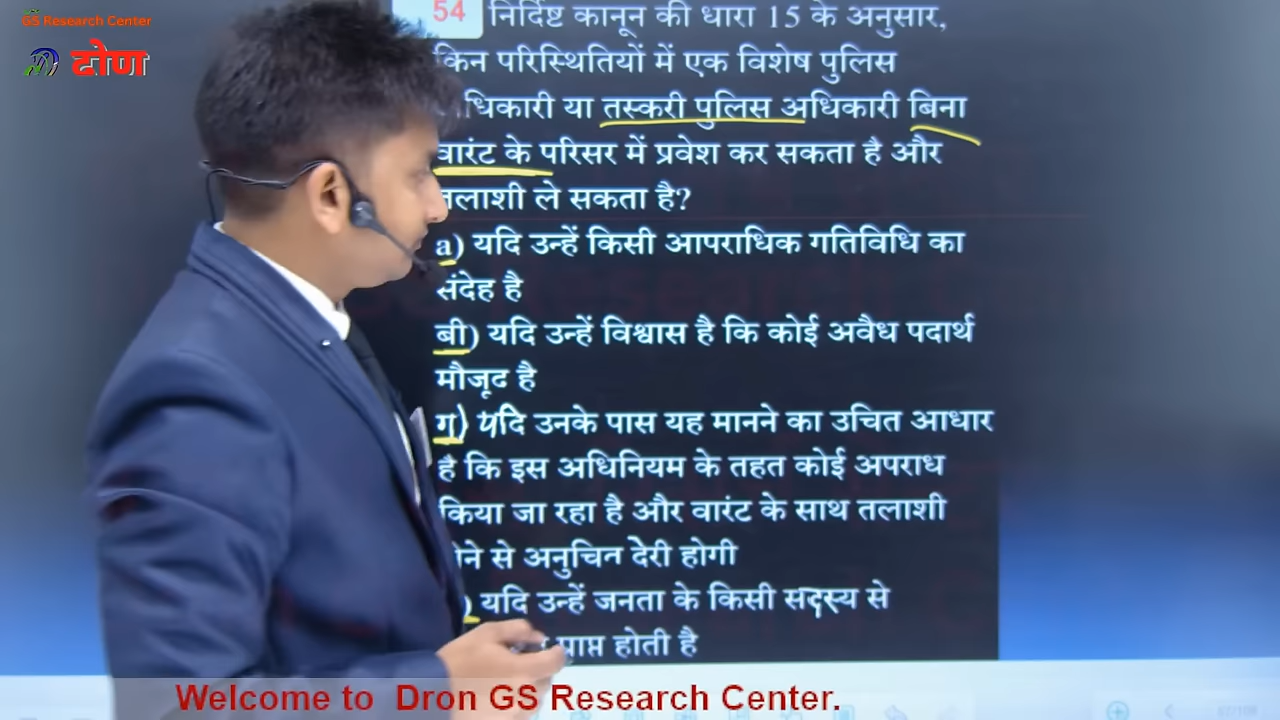 GS Research Center
द्रोण
54 निर्दिष्ट कानून की धारा 15 के अनुसार,
किन परिस्थितियों में एक विशेष पुलिस
धिकारी या तस्करी पुलिस अधिकारी बिना
वारंट के परिसर में प्रवेश कर सकता है और
तलाशी ले सकता है?
a) यदि उन्हें किसी आपराधिक गतिविधि का
संदेह है
बी) यदि उन्हें विश्वास है कि कोई अवैध पदार्थ
मौजूद है
ग) यदि उनके पास यह मानने का उचित आधार
है कि इस अधिनियम के तहत कोई अपराध
किया जा रहा है और वारंट के साथ तलाशी
ने से अनुचित देरी होगी
) यदि उन्हें जनता के किसी सदस्य से
प्राप्त होती है
Welcome to Dron GS Research Center.